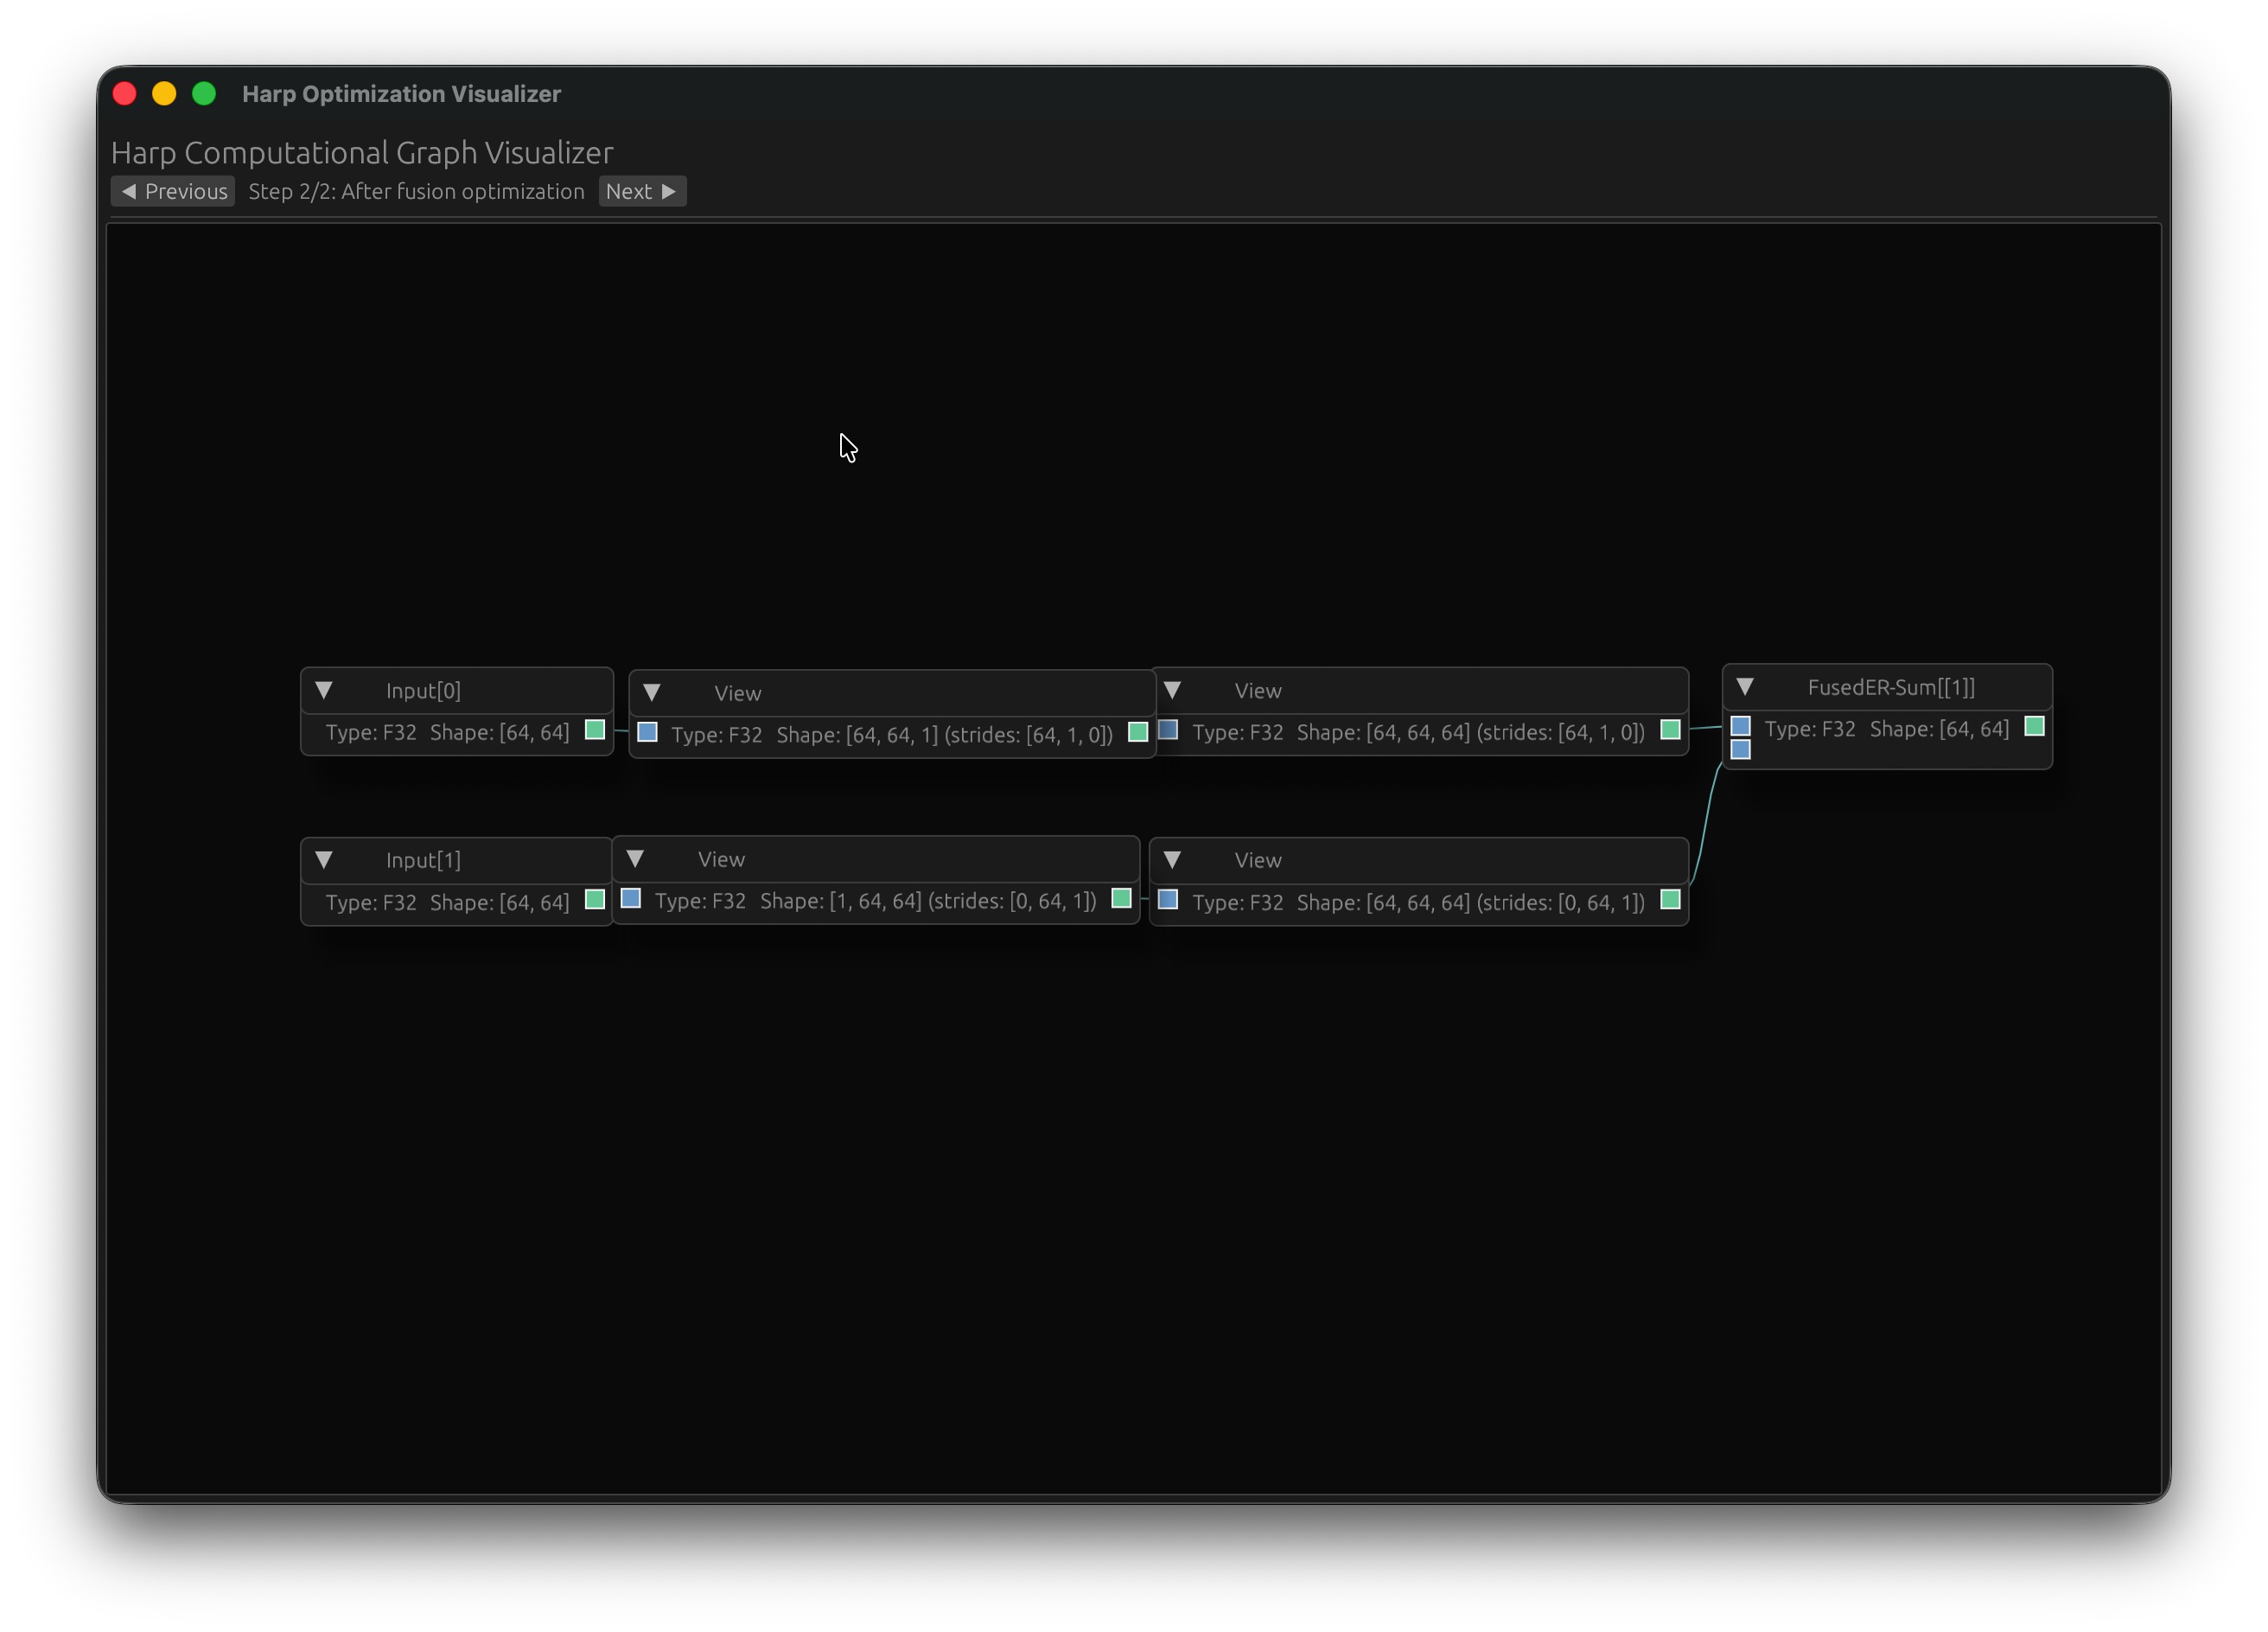 Harp Optimization Visualizer
Harp Computational Graph Visualizer
◀ Previous Step 2/2: After fusion optimization Next ▶
▼ Input[0]
Type: F32 Shape: [64, 64]
▼ View
Type: F32 Shape: [64, 64, 1] (strides: [64, 1, 0])
▼ View
Type: F32 Shape: [64, 64, 64] (strides: [64, 1, 0])
▼ FusedER-Sum[[1]]
Type: F32 Shape: [64, 64]
▼ Input[1]
Type: F32 Shape: [64, 64]
▼ View
Type: F32 Shape: [1, 64, 64] (strides: [0, 64, 1])
▼ View
Type: F32 Shape: [64, 64, 64] (strides: [0, 64, 1])